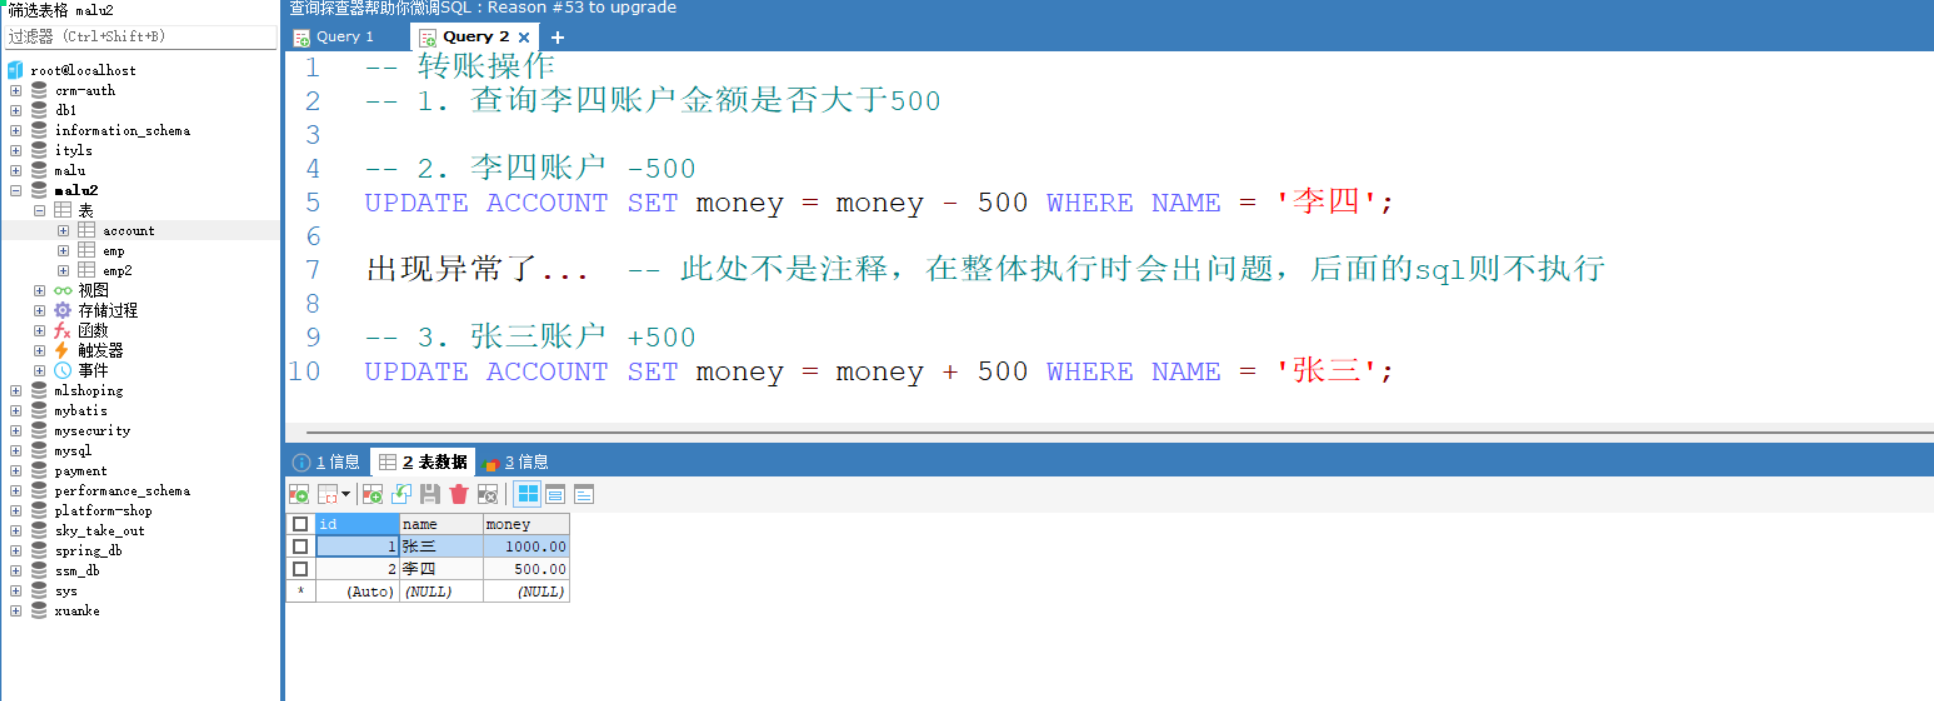 筛选表格 malu2
过滤器 (Ctrl+Shift+B)
root@localhost
crm-auth
db1
information_schema
ityls
malu
malu2
表
account
emp
emp2
视图
存储过程
函数
触发器
事件
mlshoping
mybatis
mysecurity
mysql
payment
performance_schema
platform-shop
sky_take_out
spring_db
ssm_db
sys
xuanke
查询探查器帮助你微调SQL : Reason #53 to upgrade
Query 1 Query 2 × +
1 -- 转账操作
2 -- 1. 查询李四账户金额是否大于500
3
4 -- 2. 李四账户 -500
5 UPDATE ACCOUNT SET money = money - 500 WHERE NAME = '李四';
6
7 出现异常了... -- 此处不是注释，在整体执行时会出问题，后面的sql则不执行
8
9 -- 3. 张三账户 +500
10 UPDATE ACCOUNT SET money = money + 500 WHERE NAME = '张三';
1 信息 2 表数据 3 信息
id name money
1 张三 1000.00
2 李四 500.00
* (Auto) (NULL) (NULL)